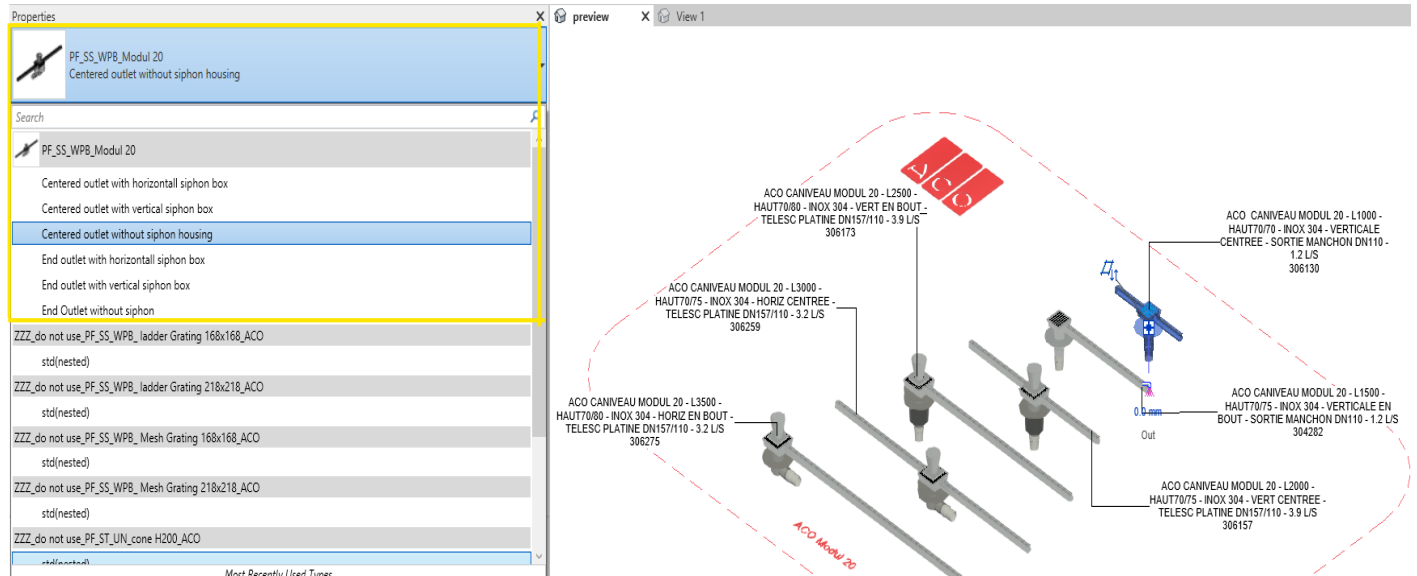 Properties
X
preview
X
View 1
PF_SS_WPB_Modul 20
Centered outlet without siphon housing
Search
PF_SS_WPB_Modul 20
Centered outlet with horizontall siphon box
Centered outlet with vertical siphon box
Centered outlet without siphon housing
End outlet with horizontall siphon box
End outlet with vertical siphon box
End Outlet without siphon
ZZZ_do not use_PF_SS_WPB_ ladder Grating 168x168_ACO
std(nested)
ZZZ_do not use_PF_SS_WPB_ ladder Grating 218x218_ACO
std(nested)
ZZZ_do not use_PF_SS_WPB_ Mesh Grating 168x168_ACO
std(nested)
ZZZ_do not use_PF_SS_WPB_ Mesh Grating 218x218_ACO
std(nested)
ZZZ_do not use_PF_ST_UN_cone H200_ACO
std(nested)
Most Recently Used Types
ACO
ACO CANIVEAU MODUL 20 - L2500 -
HAUT70/80 - INOX 304 - VERT EN BOUT -
TELESC PLATINE DN157/110 - 3.9 L/S
306173
ACO CANIVEAU MODUL 20 - L1000 -
HAUT70/70 - INOX 304 - VERTICALE
CENTREE - SORTIE MANCHON DN110 -
1.2 L/S
306130
ACO CANIVEAU MODUL 20 - L3000 -
HAUT70/75 - INOX 304 - HORIZ CENTREE -
TELESC PLATINE DN157/110 - 3.2 L/S
306259
ACO CANIVEAU MODUL 20 - L3500 -
HAUT70/80 - INOX 304 - HORIZ EN BOUT -
TELESC PLATINE DN157/110 - 3.2 L/S
306275
0.0 mm
Out
ACO CANIVEAU MODUL 20 - L1500 -
HAUT70/75 - INOX 304 - VERTICALE EN
BOUT - SORTIE MANCHON DN110 - 1.2 L/S
304282
ACO CANIVEAU MODUL 20 - L2000 -
HAUT70/75 - INOX 304 - VERT CENTREE -
TELESC PLATINE DN157/110 - 3.9 L/S
306157
ACO Modul 20